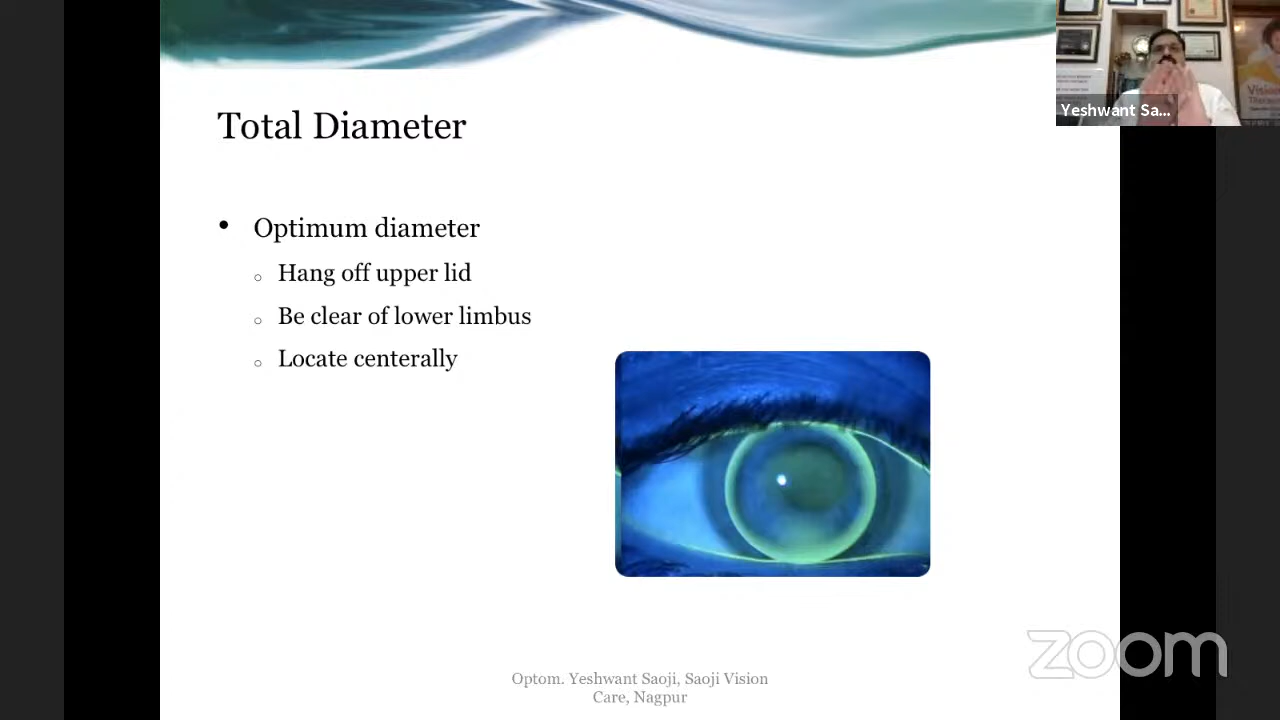 Total Diameter
• Optimum diameter
○ Hang off upper lid
○ Be clear of lower limbus
○ Locate centerally
Yeshwant Sa...
zoom
Optom. Yeshwant Saoji, Saoji Vision
Care, Nagpur